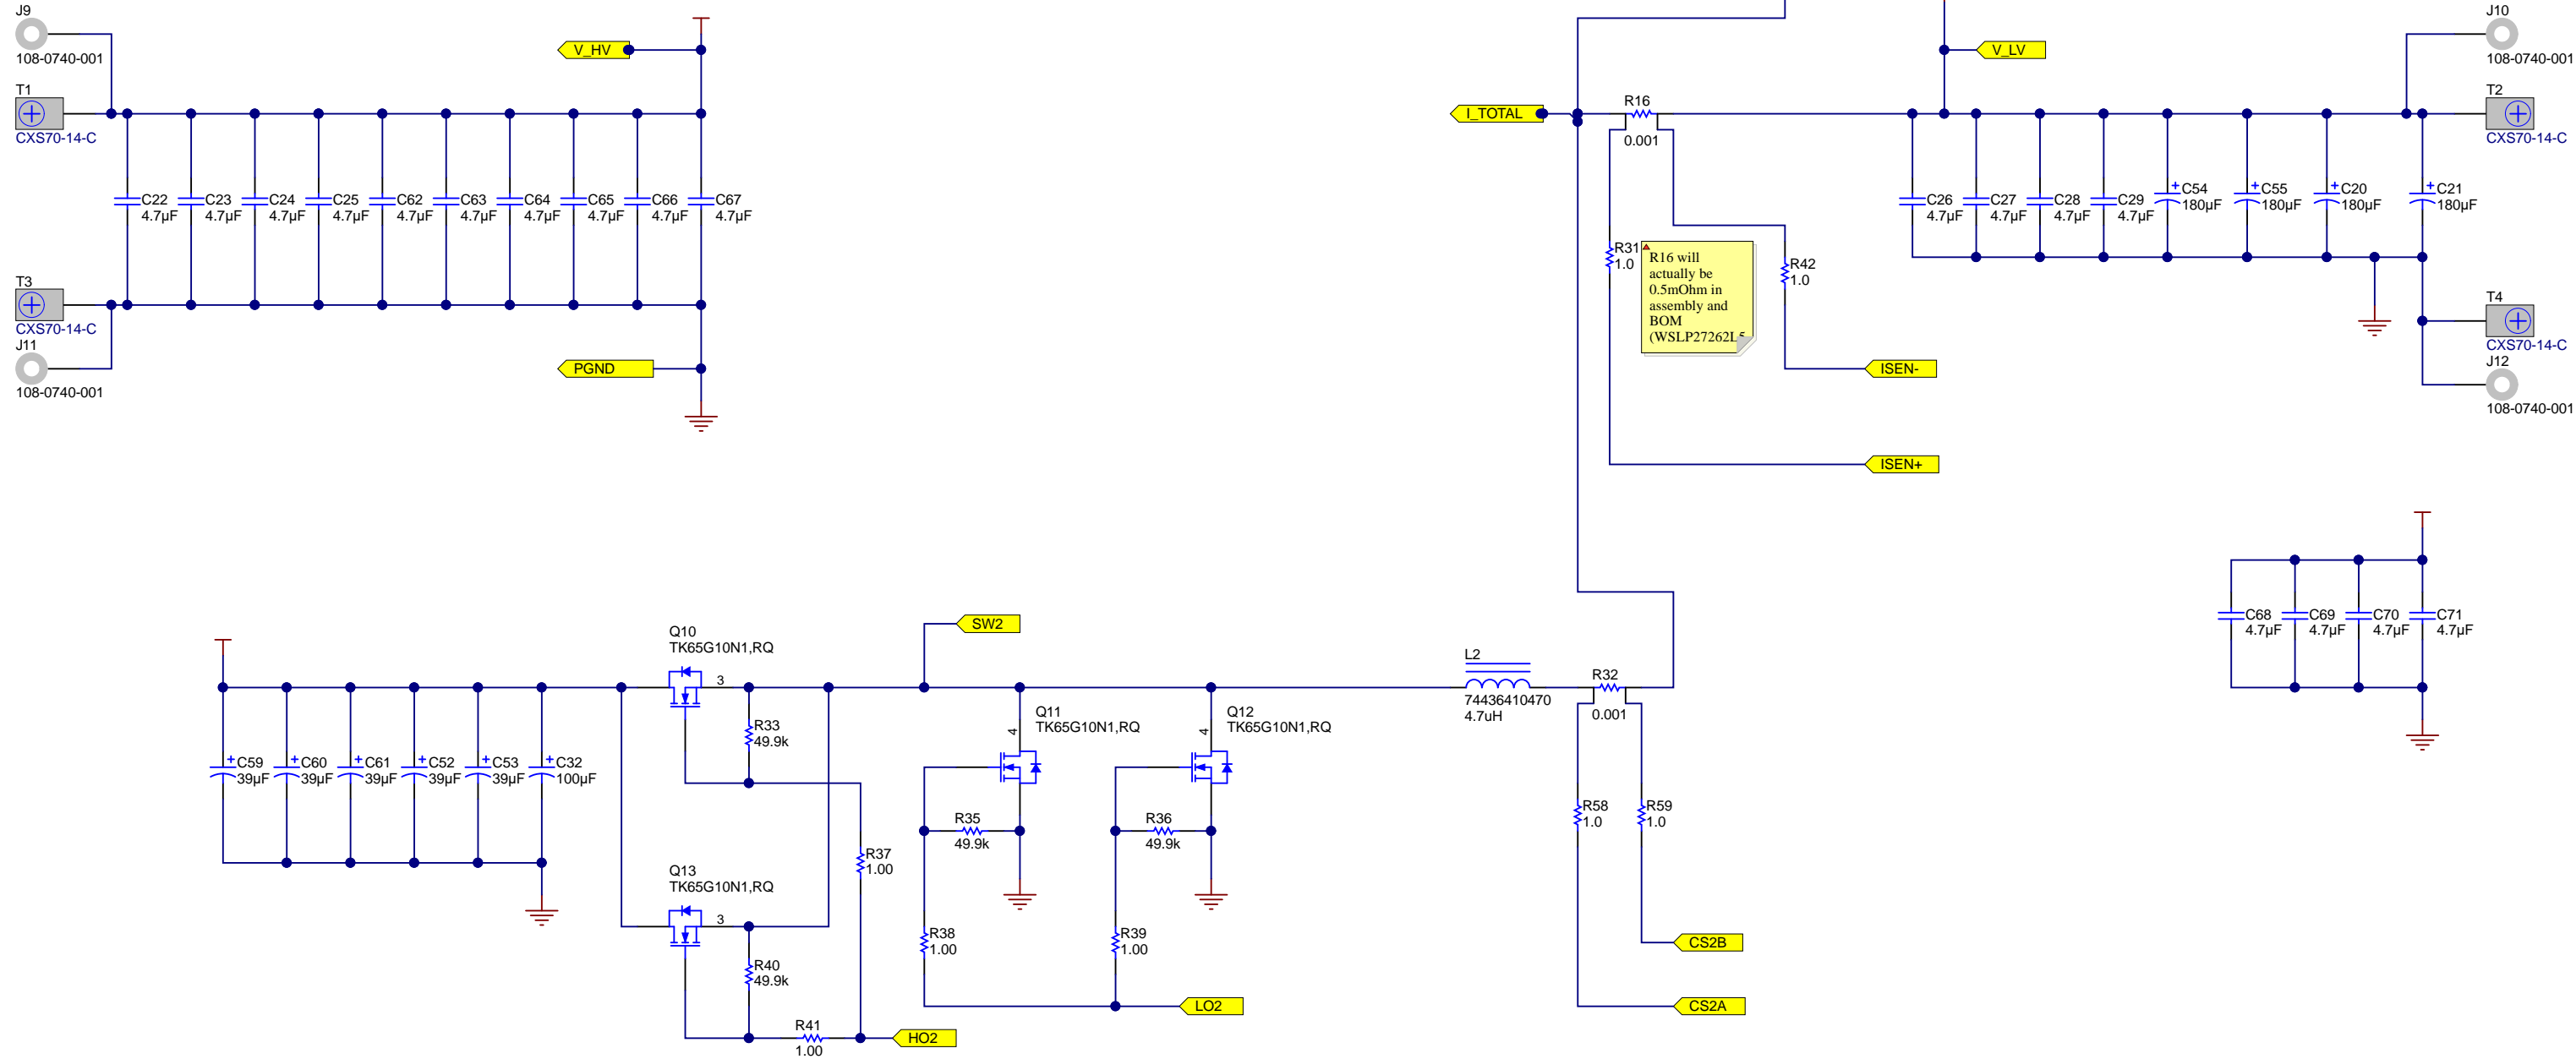 J9
108-0740-001
T1
CXS70-14-C
V_HV
C22
4.7µF
C23
4.7µF
C24
4.7µF
C25
4.7µF
C62
4.7µF
C63
4.7µF
C64
4.7µF
C65
4.7µF
C66
4.7µF
C67
4.7µF
T3
CXS70-14-C
J11
108-0740-001
PGND
I_TOTAL
R16
0.001
V_LV
J10
108-0740-001
T2
CXS70-14-C
C26
4.7µF
C27
4.7µF
C28
4.7µF
C29
4.7µF
C54
180µF
C55
180µF
C20
180µF
C21
180µF
R31
1.0
R16 will
actually be
0.5mOhm in
assembly and
BOM
(WSLP27262L5
R42
1.0
T4
CXS70-14-C
J12
108-0740-001
ISEN-
ISEN+
C68
4.7µF
C69
4.7µF
C70
4.7µF
C71
4.7µF
Q10
TK65G10N1,RQ
3
SW2
C59
39µF
C60
39µF
C61
39µF
C52
39µF
C53
39µF
C32
100µF
R33
49.9k
Q11
TK65G10N1,RQ
4
Q12
TK65G10N1,RQ
4
L2
74436410470
4.7uH
R32
0.001
R35
49.9k
R36
49.9k
R58
1.0
R59
1.0
R37
1.00
Q13
TK65G10N1,RQ
3
R40
49.9k
R38
1.00
R39
1.00
CS2B
LO2
CS2A
R41
1.00
HO2